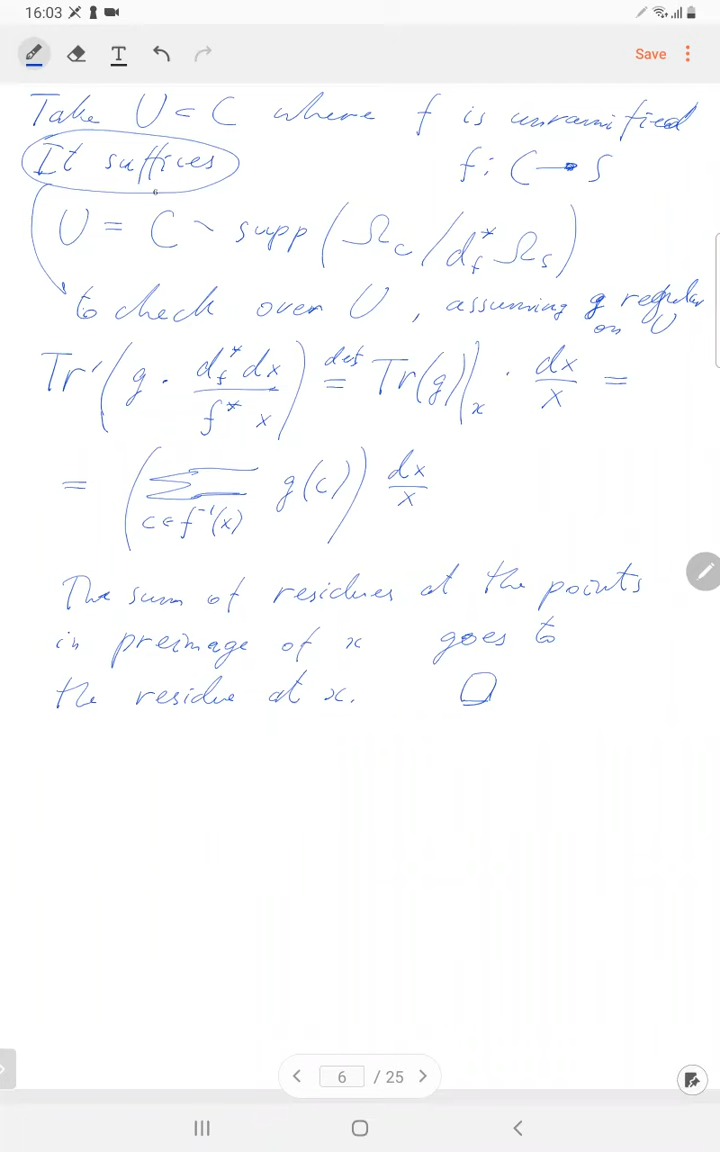 16:03
Save
Take U ⊂ C where f is unramified
It suffices f: C → S
U = C ∖ supp (Ω_C / d_f^* Ω_S)
to check over U, assuming g regular on U
Tr' (g · d_f^* dx / f^* x) def = Tr(g)|_x · dx/x =
= (∑_{c ∈ f^{-1}(x)} g(c)) dx/x
The sum of residues at the points
in preimage of x goes to
the residue at x. □
6 / 25